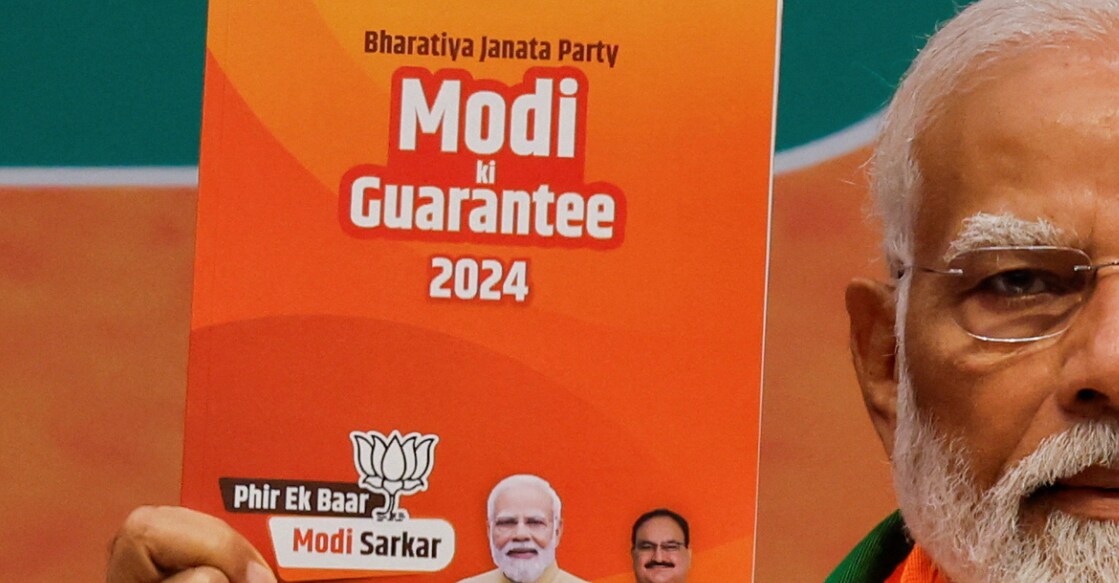 Bharatiya Janata Party
Modi
ki
Guarantee
2024
Phir Ek Baar
Modi Sarkar